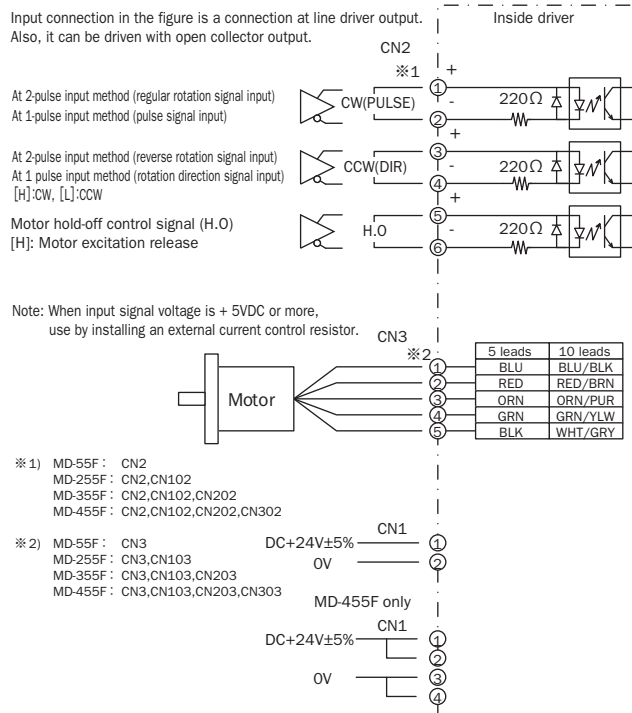 Input connection in the figure is a connection at line driver output.
Also, it can be driven with open collector output.
Inside driver
CN2
※1
At 2-pulse input method (regular rotation signal input)
At 1-pulse input method (pulse signal input)
CW(PULSE)
① +
② -
220Ω
At 2-pulse input method (reverse rotation signal input)
At 1 pulse input method (rotation direction signal input)
[H]:CW, [L]:CCW
CCW(DIR)
③ +
④ -
220Ω
Motor hold-off control signal (H.O)
[H]: Motor excitation release
H.O
⑤ +
⑥ -
220Ω
Note: When input signal voltage is + 5VDC or more,
use by installing an external current control resistor.
CN3
※2
Motor
5 leads 10 leads
① BLU BLU/BLK
② RED RED/BRN
③ ORN ORN/PUR
④ GRN GRN/YLW
⑤ BLK WHT/GRY
※1) MD-55F : CN2
MD-255F : CN2,CN102
MD-355F : CN2,CN102,CN202
MD-455F : CN2,CN102,CN202,CN302
※2) MD-55F : CN3
MD-255F : CN3,CN103
MD-355F : CN3,CN103,CN203
MD-455F : CN3,CN103,CN203,CN303
CN1
DC+24V±5% ①
0V ②
MD-455F only
CN1
DC+24V±5% ①
②
0V ③
④